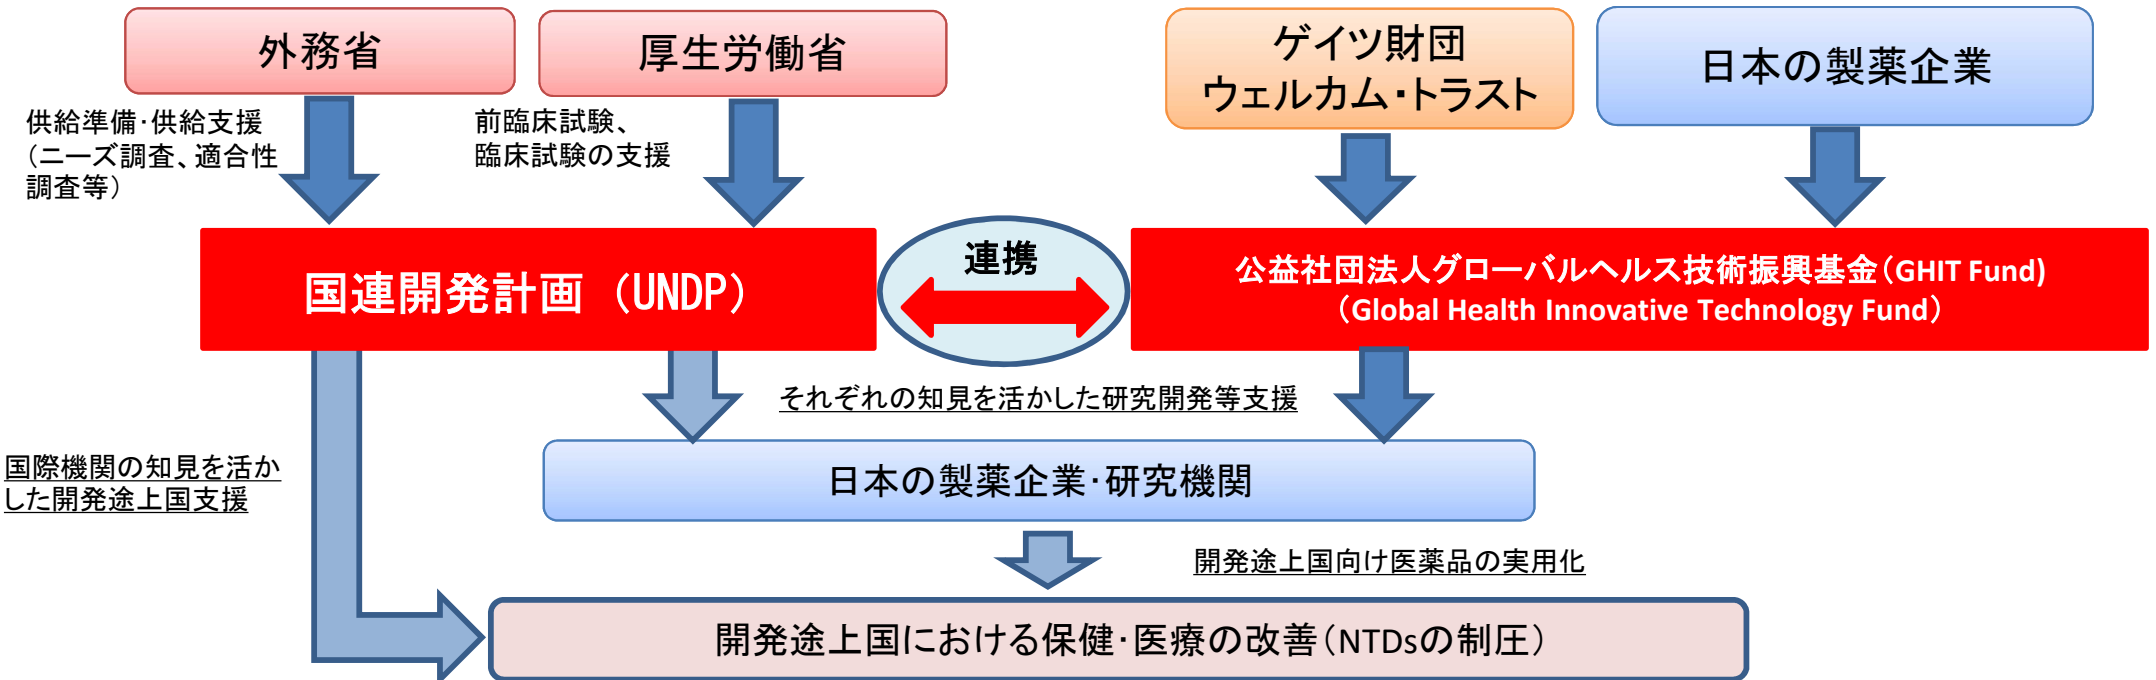 外務省
厚生労働省
ゲイツ財団
ウェルカム・トラスト
日本の製薬企業
供給準備・供給支援
（ニーズ調査、適合性
調査等）
前臨床試験、
臨床試験の支援
国連開発計画（UNDP）
連携
公益社団法人グローバルヘルス技術振興基金（GHIT Fund)
（Global Health Innovative Technology Fund）
それぞれの知見を活かした研究開発等支援
国際機関の知見を活か
した開発途上国支援
日本の製薬企業・研究機関
開発途上国向け医薬品の実用化
開発途上国における保健・医療の改善（NTDsの制圧）